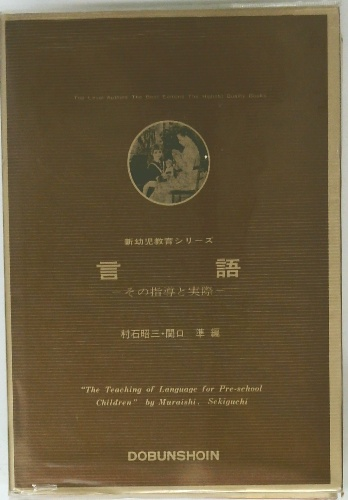 新幼児教育シリーズ
言語
―その指導と実際―
村石昭三・関口 準 編
"The Teaching of Language for Pre-school
Children" by Muraishi, Sekiguchi
DOBUNSHOIN